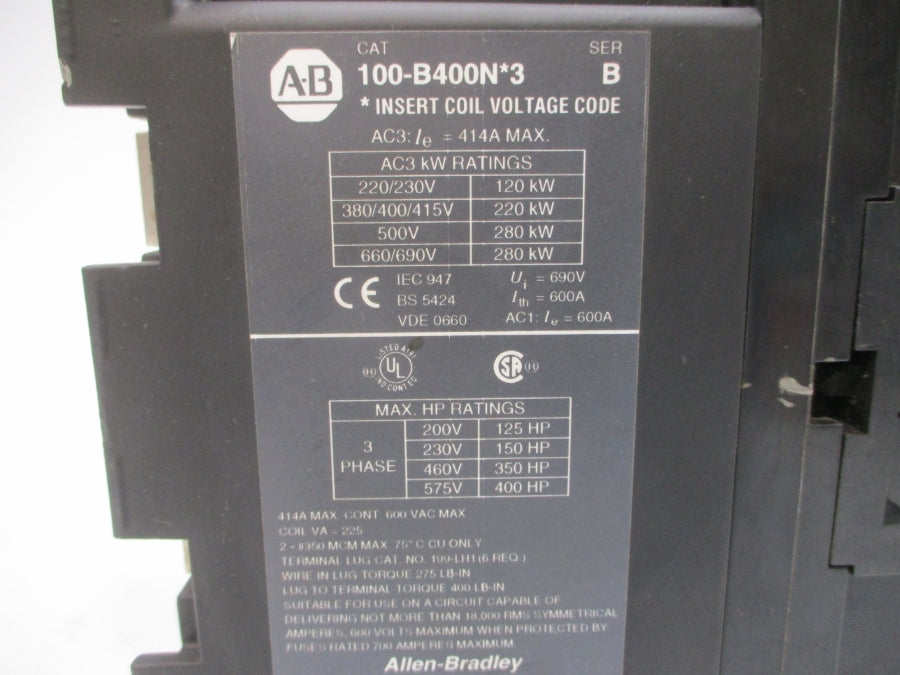 CAT SER
A-B 100-B400N*3 B
* INSERT COIL VOLTAGE CODE
AC3: Ie = 414A MAX.
AC3 kW RATINGS
220/230V 120 kW
380/400/415V 220 kW
500V 280 kW
660/690V 280 kW
CE IEC 947 Ui = 690V
BS 5424 Ith = 600A
VDE 0660 AC1: Ie = 600A
LISTED 41
(H) UL SA (H)
NO CONT EQ
MAX. HP RATINGS
3 PHASE
200V 125 HP
230V 150 HP
460V 350 HP
575V 400 HP
414A MAX. CONT 600 VAC MAX
COIL VA - 225
2 - #350 MCM MAX. 75° C CU ONLY
TERMINAL LUG CAT. NO. 199-LH1 (6 REQ.)
WIRE IN LUG TORQUE 275 LB-IN
LUG TO TERMINAL TORQUE 400 LB-IN
SUITABLE FOR USE ON A CIRCUIT CAPABLE OF
DELIVERING NOT MORE THAN 18,000 RMS SYMMETRICAL
AMPERES, 600 VOLTS MAXIMUM WHEN PROTECTED BY
FUSES RATED 700 AMPERES MAXIMUM.
Allen-Bradley